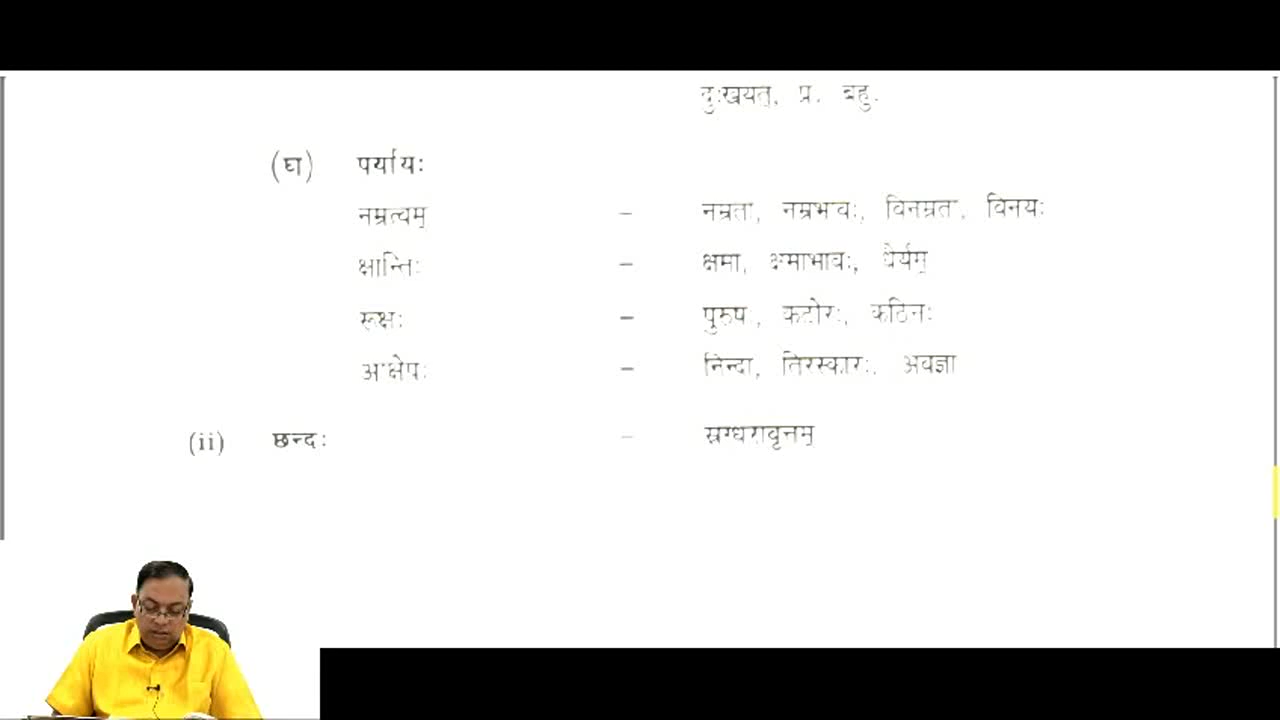 दुःखयत्, प्र. बहु.
(घ) पर्यायः
नम्रत्वम् – नम्रता, नम्रभावः, विनम्रता, विनयः
क्षान्तिः – क्षमा, क्षमाभावः, धैर्यम्
रूक्षः – पुरुषः, कठोरः, कठिनः
आक्षेपः – निन्दा, तिरस्कारः, अवज्ञा
(ii) छन्दः – स्रग्धरावृत्तम्